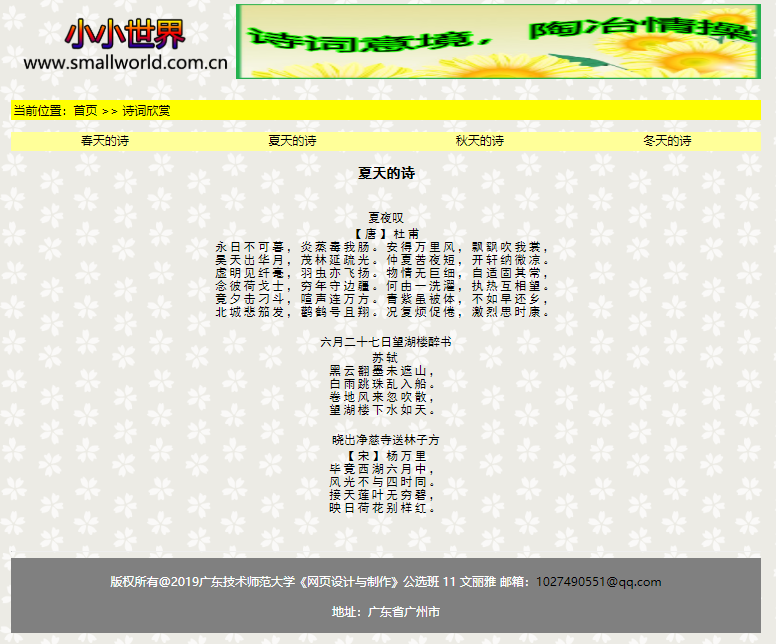 小小世界
www.smallworld.com.cn
诗词意境，陶冶情操
当前位置：首页 >> 诗词欣赏
春天的诗 夏天的诗 秋天的诗 冬天的诗
夏天的诗
夏夜叹
【唐】杜甫
永日不可暮，炎蒸毒我肠。安得万里风，飘飖吹我裳。
昊天出华月，茂林延疏光。仲夏苦夜短，开轩纳微凉。
虚明见纤毫，羽虫亦飞扬。物情无巨细，自适固其常，
念彼荷戈士，穷年守边疆。何由一洗濯，执热互相望。
竟夕击刁斗，喧声连万方。青紫虽被体，不如早还乡，
北城悲笳发，鹳鹤号且翔。况复烦促倦，激烈思时康。
六月二十七日望湖楼醉书
苏轼
黑云翻墨未遮山，
白雨跳珠乱入船。
卷地风来忽吹散，
望湖楼下水如天。
晓出净慈寺送林子方
【宋】杨万里
毕竟西湖六月中，
风光不与四时同。
接天莲叶无穷碧，
映日荷花别样红。
版权所有@2019广东技术师范大学《网页设计与制作》公选班 11 文丽雅 邮箱：1027490551@qq.com
地址：广东省广州市